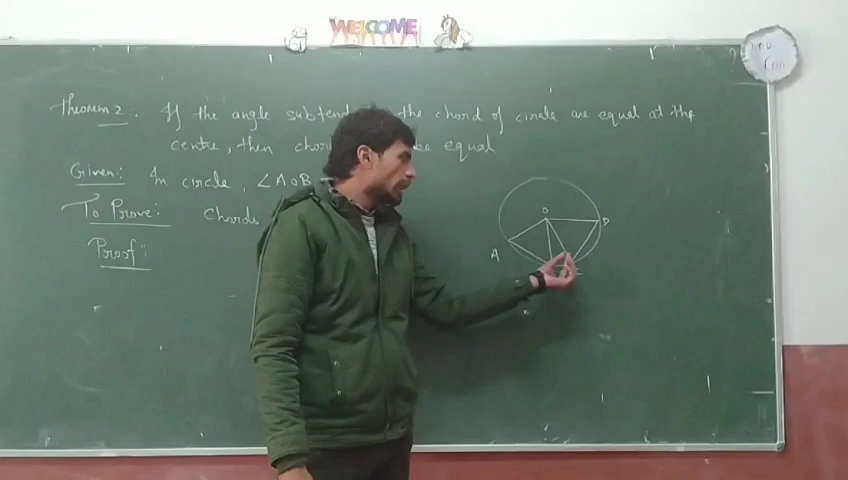 WELCOME
Theorem 2 : If the angle subtend the chord of circle are equal at the
centre, then equal
Given: In circle, ∠AOB =
To Prove: Chords
Proof:
O
D
A